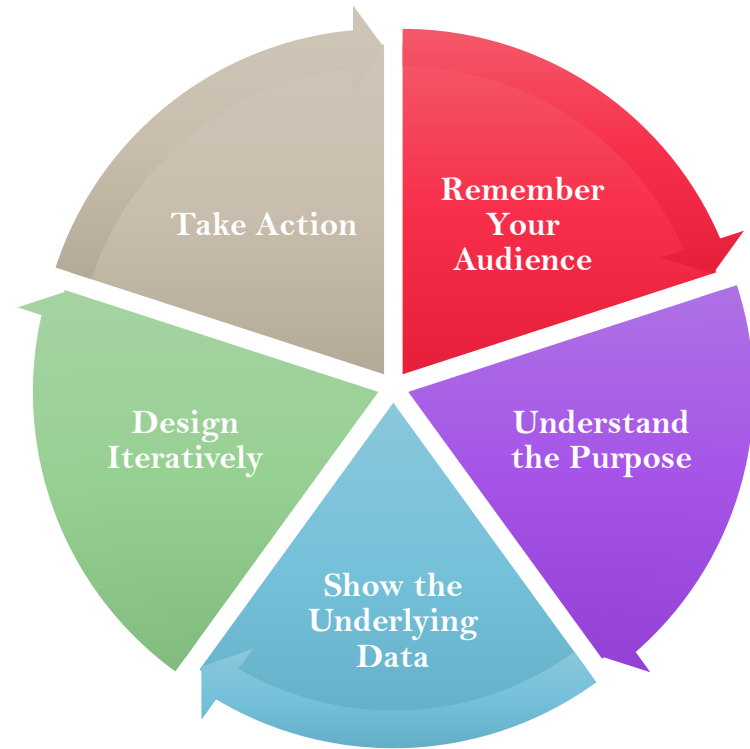 Remember
Your
Audience
Understand
the Purpose
Show the
Underlying
Data
Design
Iteratively
Take Action